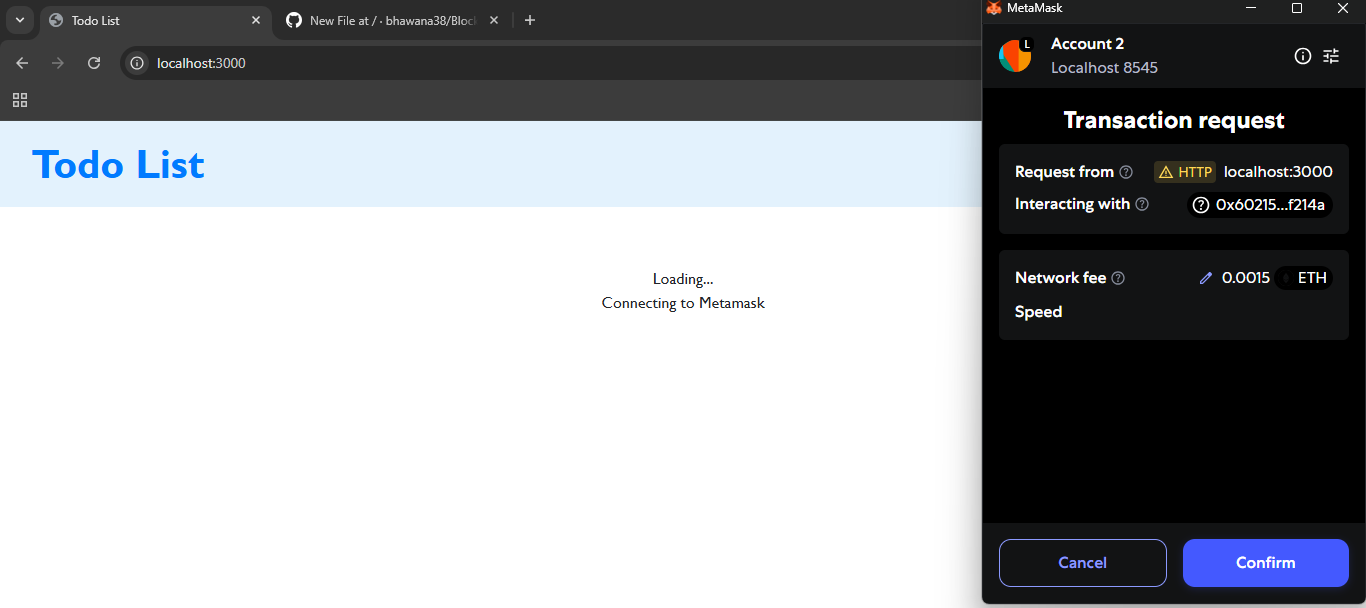 Todo List
New File at / · bhawana38/Bloc
MetaMask
localhost:3000
Account 2
L
Localhost 8545
Todo List
Loading...
Connecting to Metamask
Transaction request
Request from HTTP localhost:3000
Interacting with 0x60215...f214a
Network fee 0.0015 ETH
Speed
Cancel Confirm